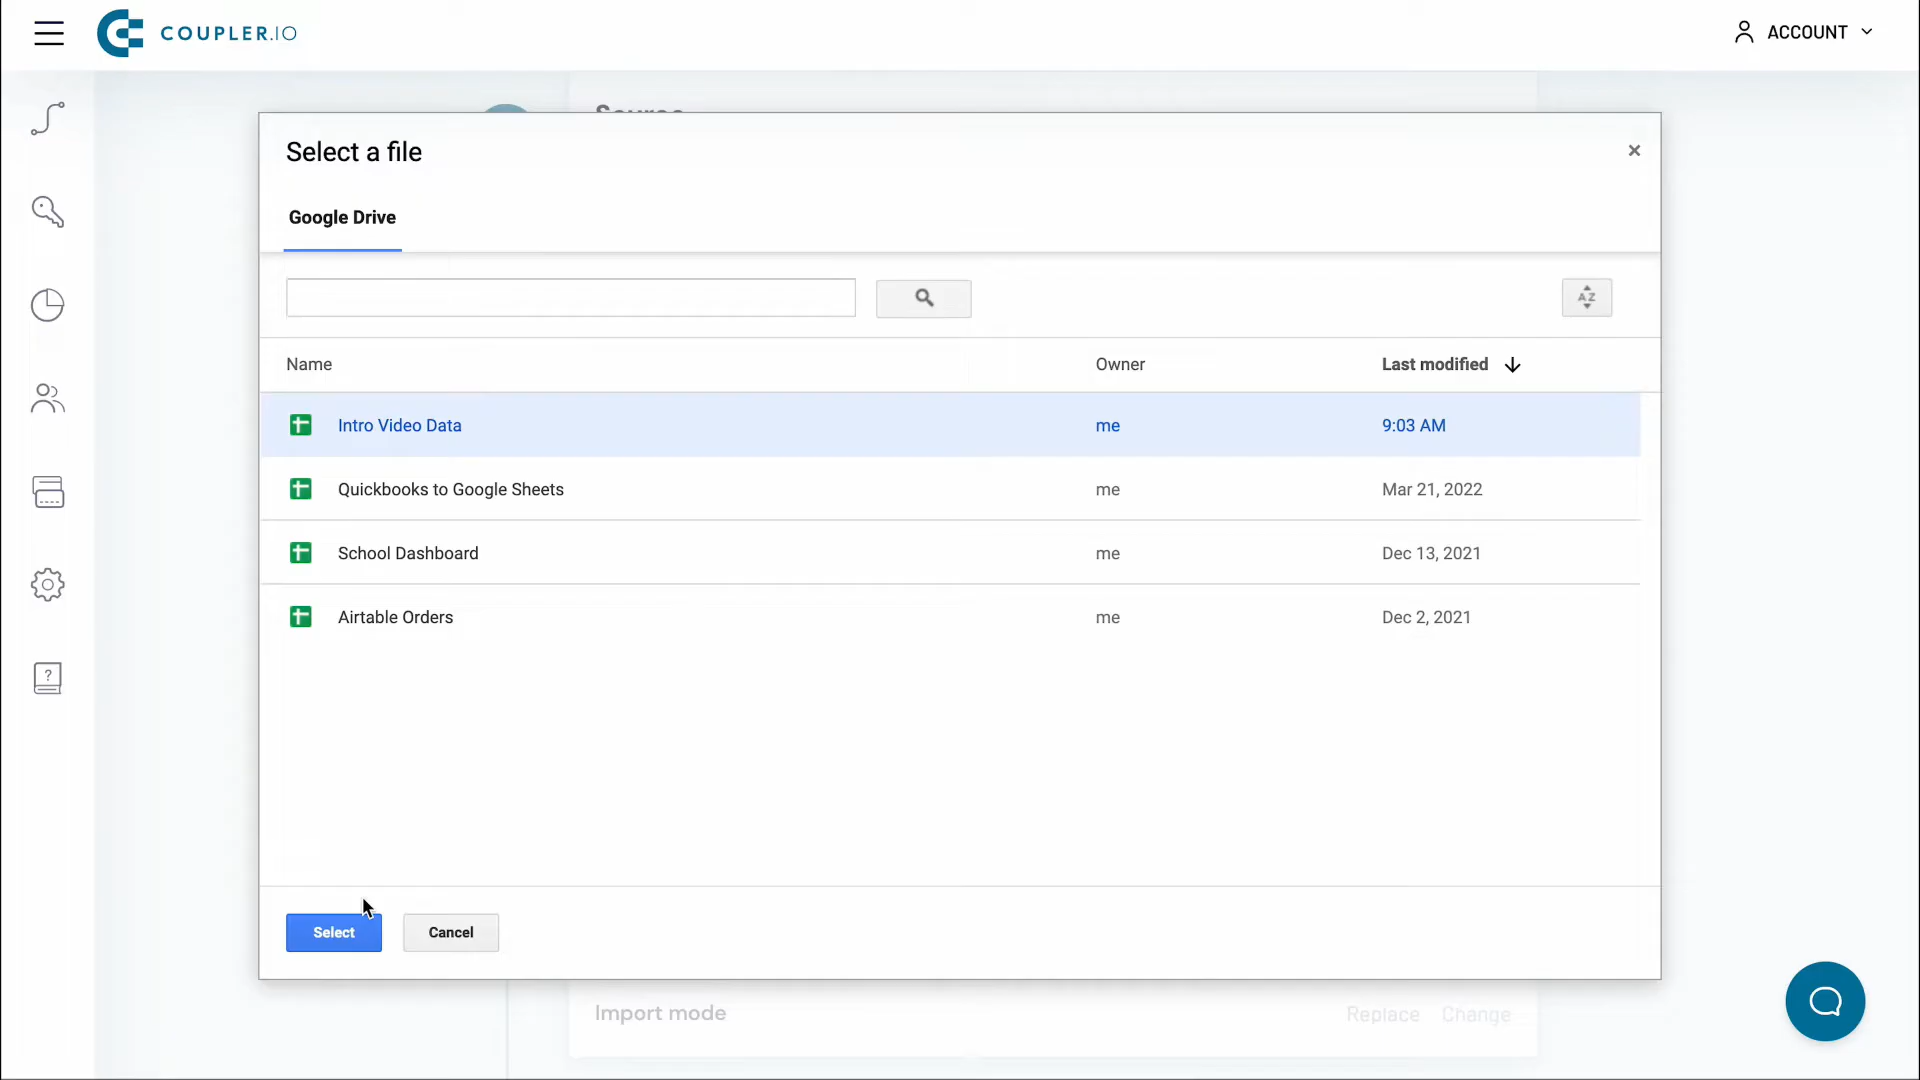 COUPLER.IO
ACCOUNT
Source
Select a file
×
Google Drive
AZ
Name Owner Last modified
Intro Video Data me 9:03 AM
Quickbooks to Google Sheets me Mar 21, 2022
School Dashboard me Dec 13, 2021
Airtable Orders me Dec 2, 2021
?
Select Cancel
Import mode Replace Change